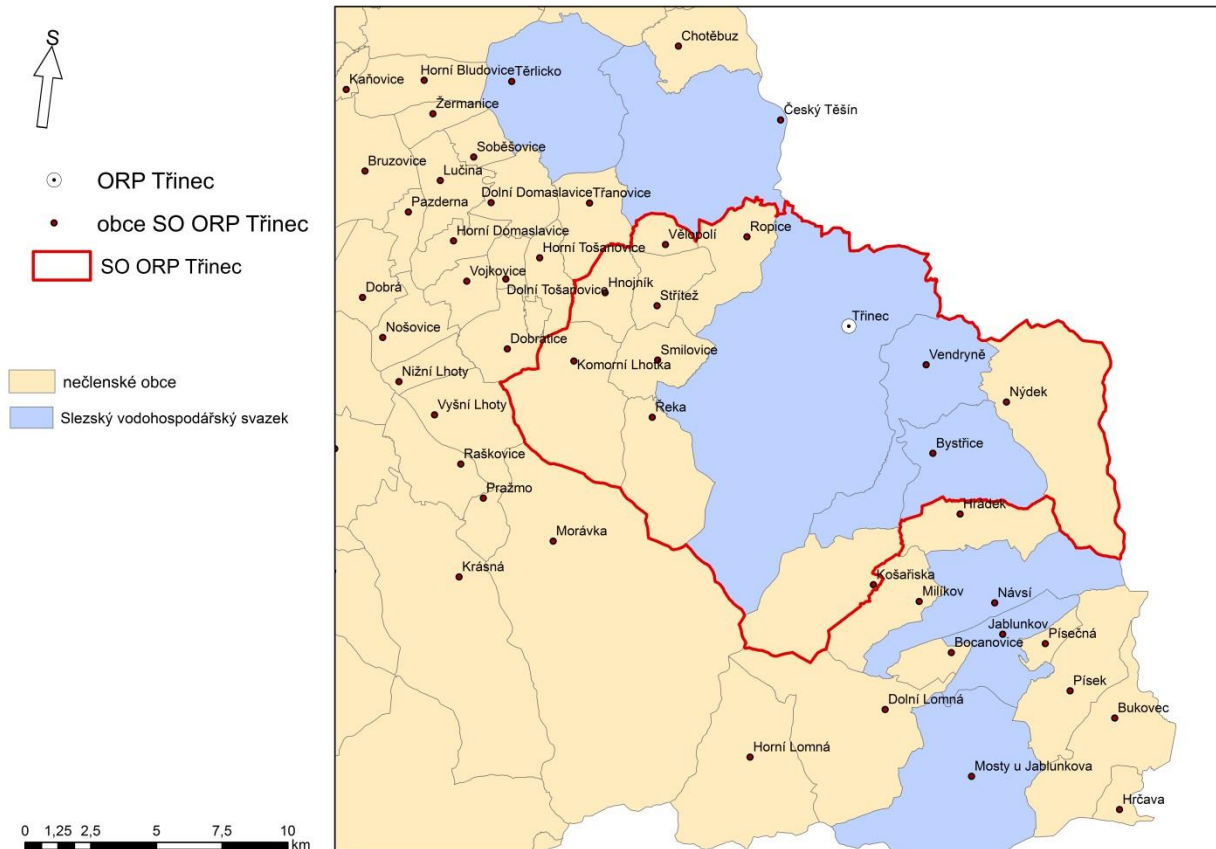 S
ORP Třinec
obce SO ORP Třinec
SO ORP Třinec
nečlenské obce
Slezský vodohospodářský svazek
0 1,25 2,5 5 7,5 10
km
Chotěbuz
Kaňovice
Horní Bludovice
Těrlicko
Žermanice
Český Těšín
Soběšovice
Bruzovice
Lučina
Pazderna
Dolní Domaslavice
Třanovice
Horní Domaslavice
Vělopolí
Ropice
Horní Tošanovice
Vojkovice
Dolní Tošanovice
Hnojník
Střítež
Dobrá
Nošovice
Dobratice
Třinec
Komorní Lhotka
Smilovice
Vendryně
Nižní Lhoty
Nýdek
Vyšní Lhoty
Řeka
Bystřice
Raškovice
Pražmo
Hrádek
Morávka
Krásná
Košařiska
Milíkov
Návsí
Jablunkov
Bocanovice
Písečná
Písek
Dolní Lomná
Bukovec
Horní Lomná
Mosty u Jablunkova
Hrčava